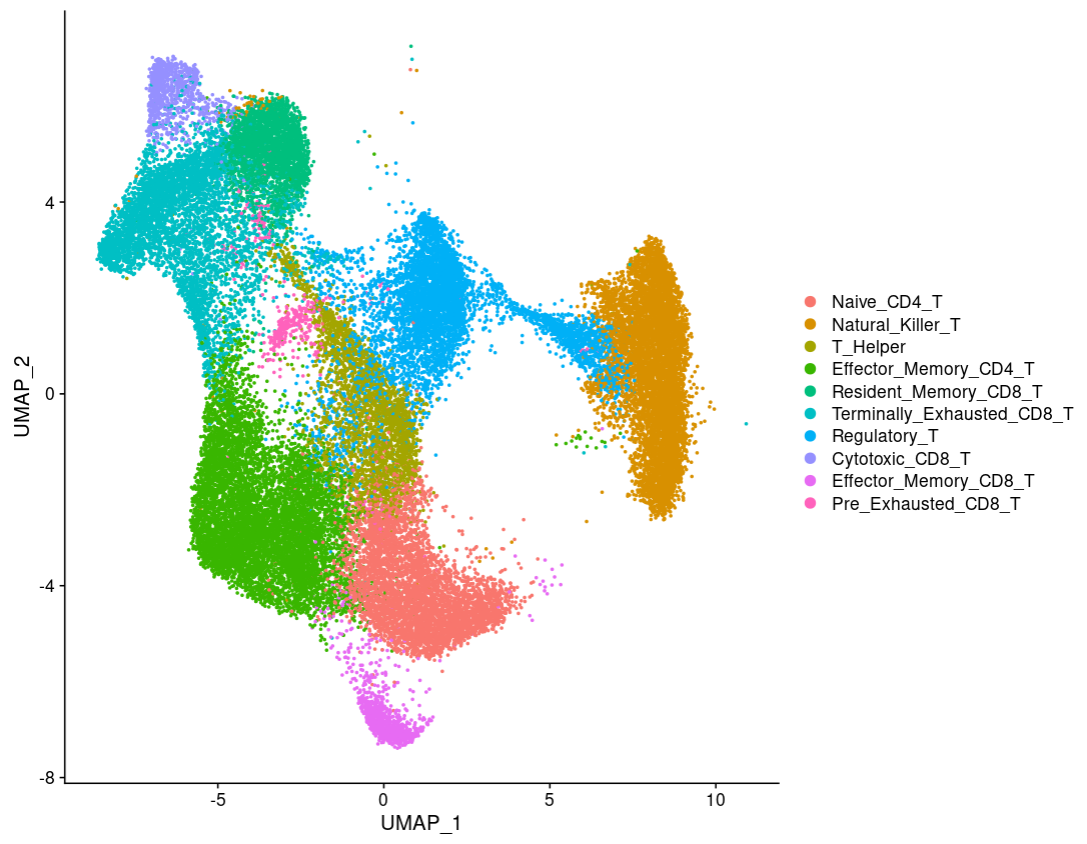 UMAP_2
4
0
-4
-8
-5
0
5
10
UMAP_1
Naive_CD4_T
Natural_Killer_T
T_Helper
Effector_Memory_CD4_T
Resident_Memory_CD8_T
Terminally_Exhausted_CD8_T
Regulatory_T
Cytotoxic_CD8_T
Effector_Memory_CD8_T
Pre_Exhausted_CD8_T